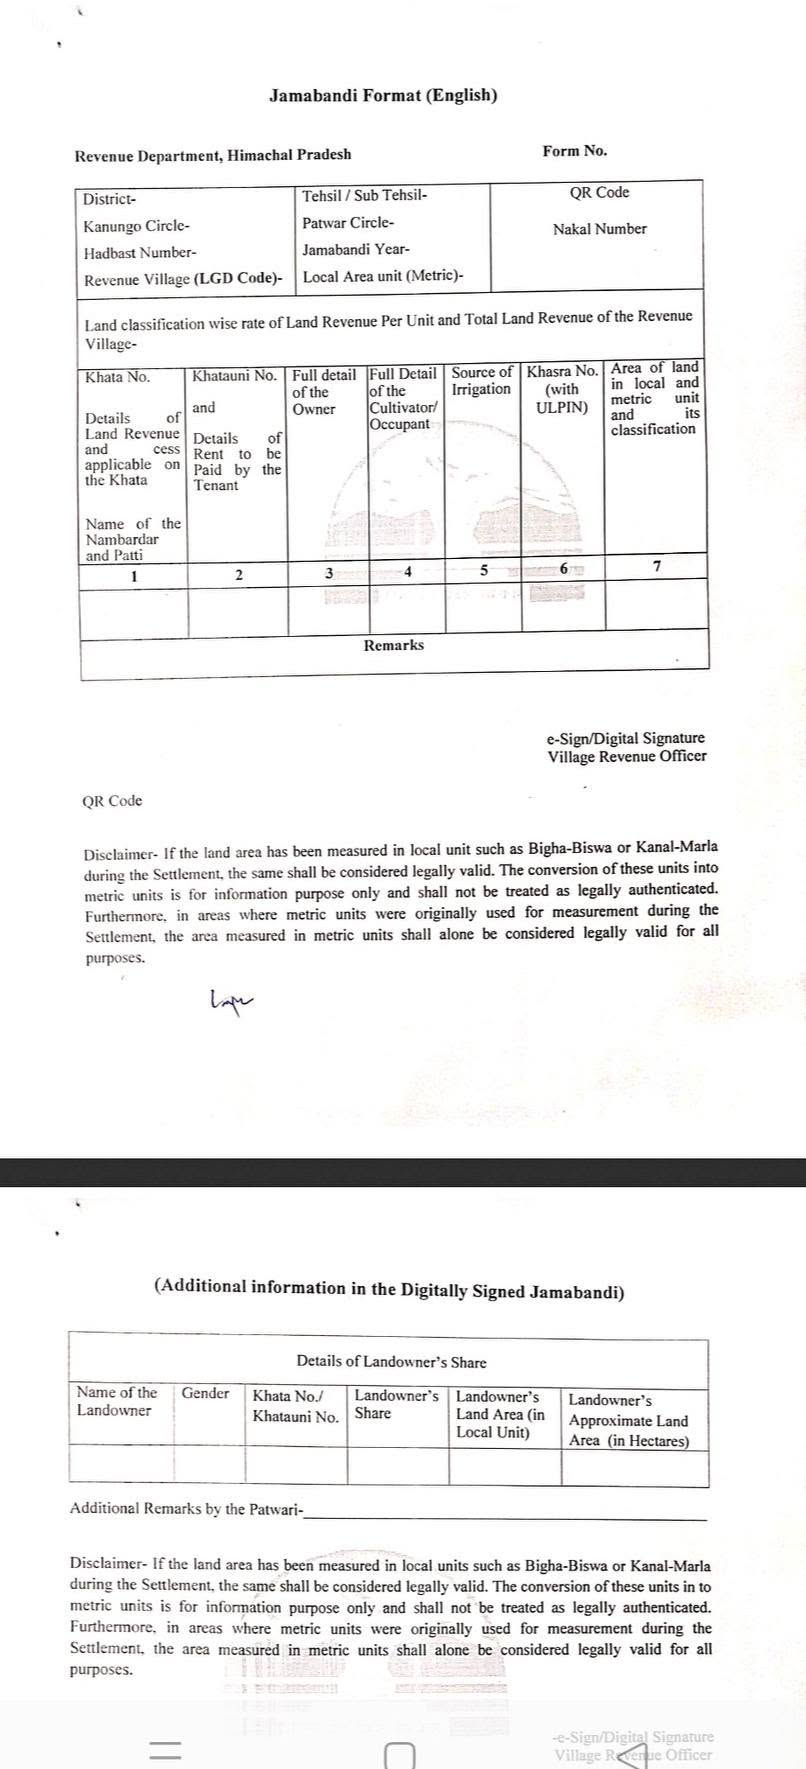 Jamabandi Format (English)
Revenue Department, Himachal Pradesh
Form No.
District-
Kanungo Circle-
Hadbast Number-
Revenue Village (LGD Code)-
Tehsil / Sub Tehsil-
Patwar Circle-
Jamabandi Year-
Local Area unit (Metric)-
QR Code
Nakal Number
Land classification wise rate of Land Revenue Per Unit and Total Land Revenue of the Revenue
Village-
Khata No.
Details of
Land Revenue
and cess
applicable on
the Khata
Name of the
Nambardar
and Patti
Khatauni No.
and
Details of
Rent to be
Paid by the
Tenant
Full detail
of the
Owner
Full Detail
of the
Cultivator/
Occupant
Source of
Irrigation
Khasra No.
(with
ULPIN)
Area of land
in local and
metric unit
and its
classification
1 2 3 4 5 6 7
Remarks
e-Sign/Digital Signature
Village Revenue Officer
QR Code
Disclaimer- If the land area has been measured in local unit such as Bigha-Biswa or Kanal-Marla
during the Settlement, the same shall be considered legally valid. The conversion of these units into
metric units is for information purpose only and shall not be treated as legally authenticated.
Furthermore, in areas where metric units were originally used for measurement during the
Settlement, the area measured in metric units shall alone be considered legally valid for all
purposes.
(Additional information in the Digitally Signed Jamabandi)
Details of Landowner's Share
Name of the
Landowner
Gender
Khata No./
Khatauni No.
Landowner's
Share
Landowner's
Land Area (in
Local Unit)
Landowner's
Approximate Land
Area (in Hectares)
Additional Remarks by the Patwari-
Disclaimer- If the land area has been measured in local units such as Bigha-Biswa or Kanal-Marla
during the Settlement, the same shall be considered legally valid. The conversion of these units in to
metric units is for information purpose only and shall not be treated as legally authenticated.
Furthermore, in areas where metric units were originally used for measurement during the
Settlement, the area measured in metric units shall alone be considered legally valid for all
purposes.
-e-Sign/Digital Signature
Village Revenue Officer